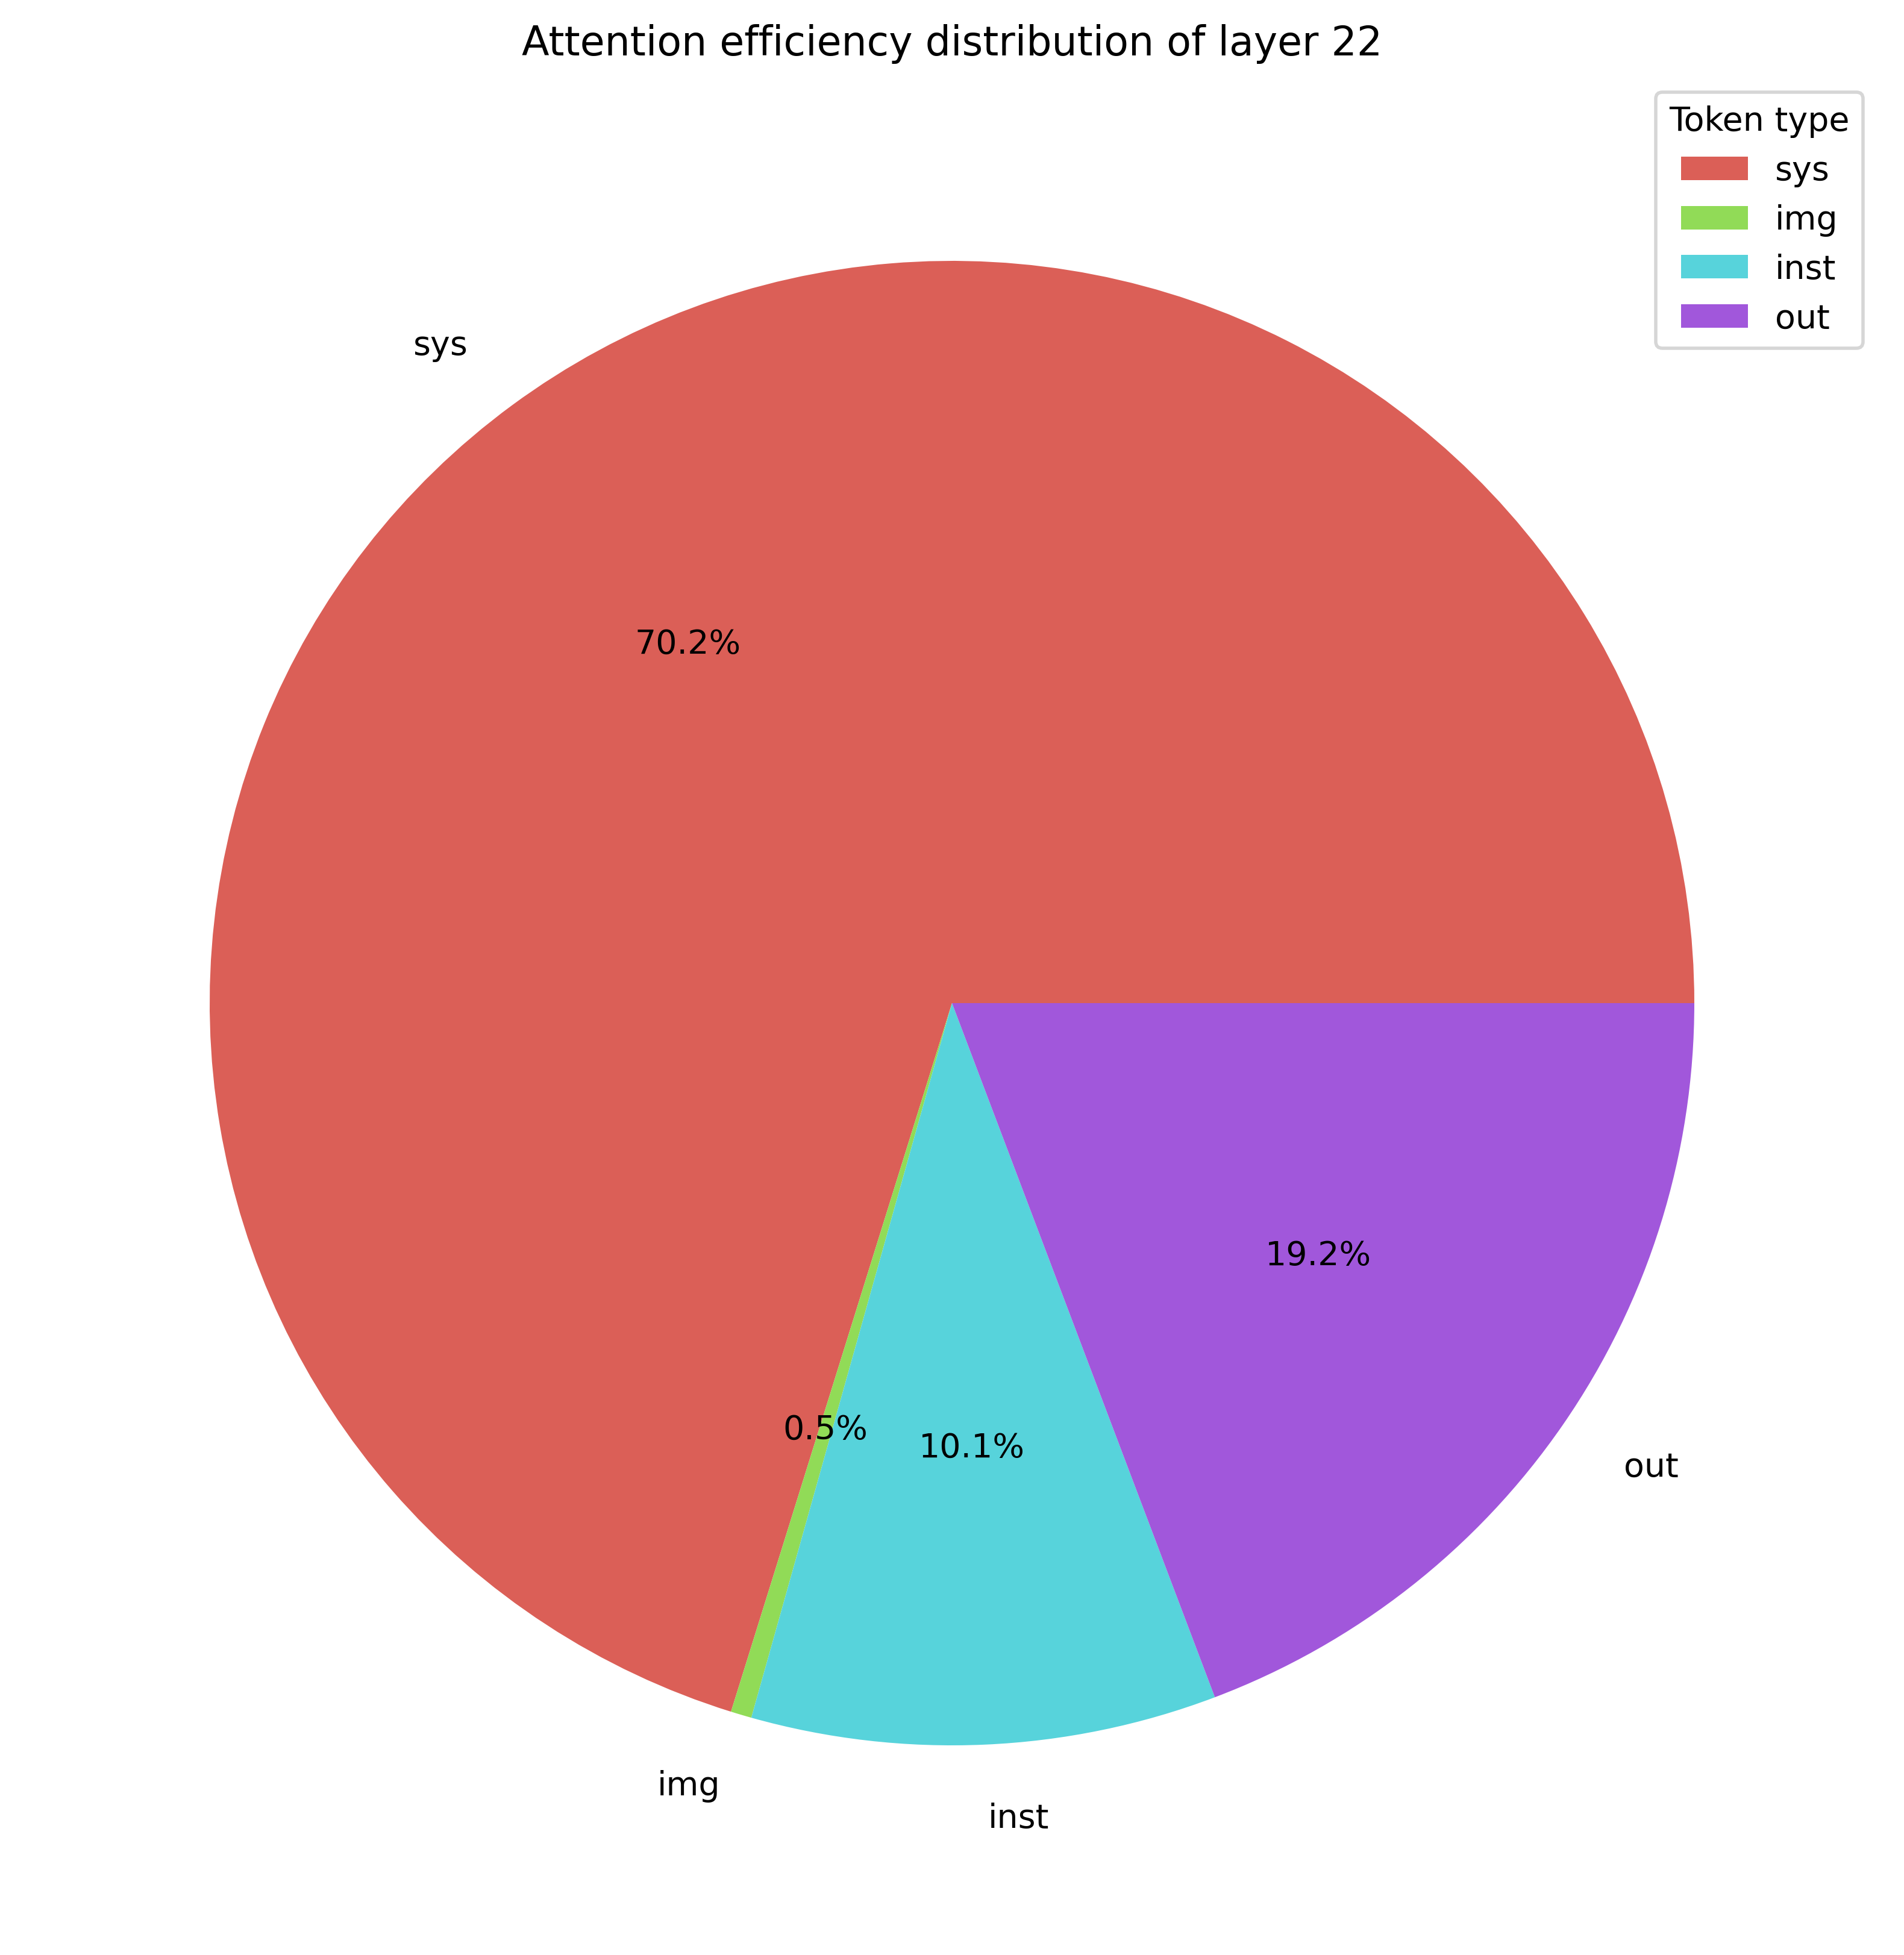 Attention efficiency distribution of layer 22
Token type
sys
img
inst
out
sys
70.2%
19.2%
0.5%
10.1%
out
img
inst